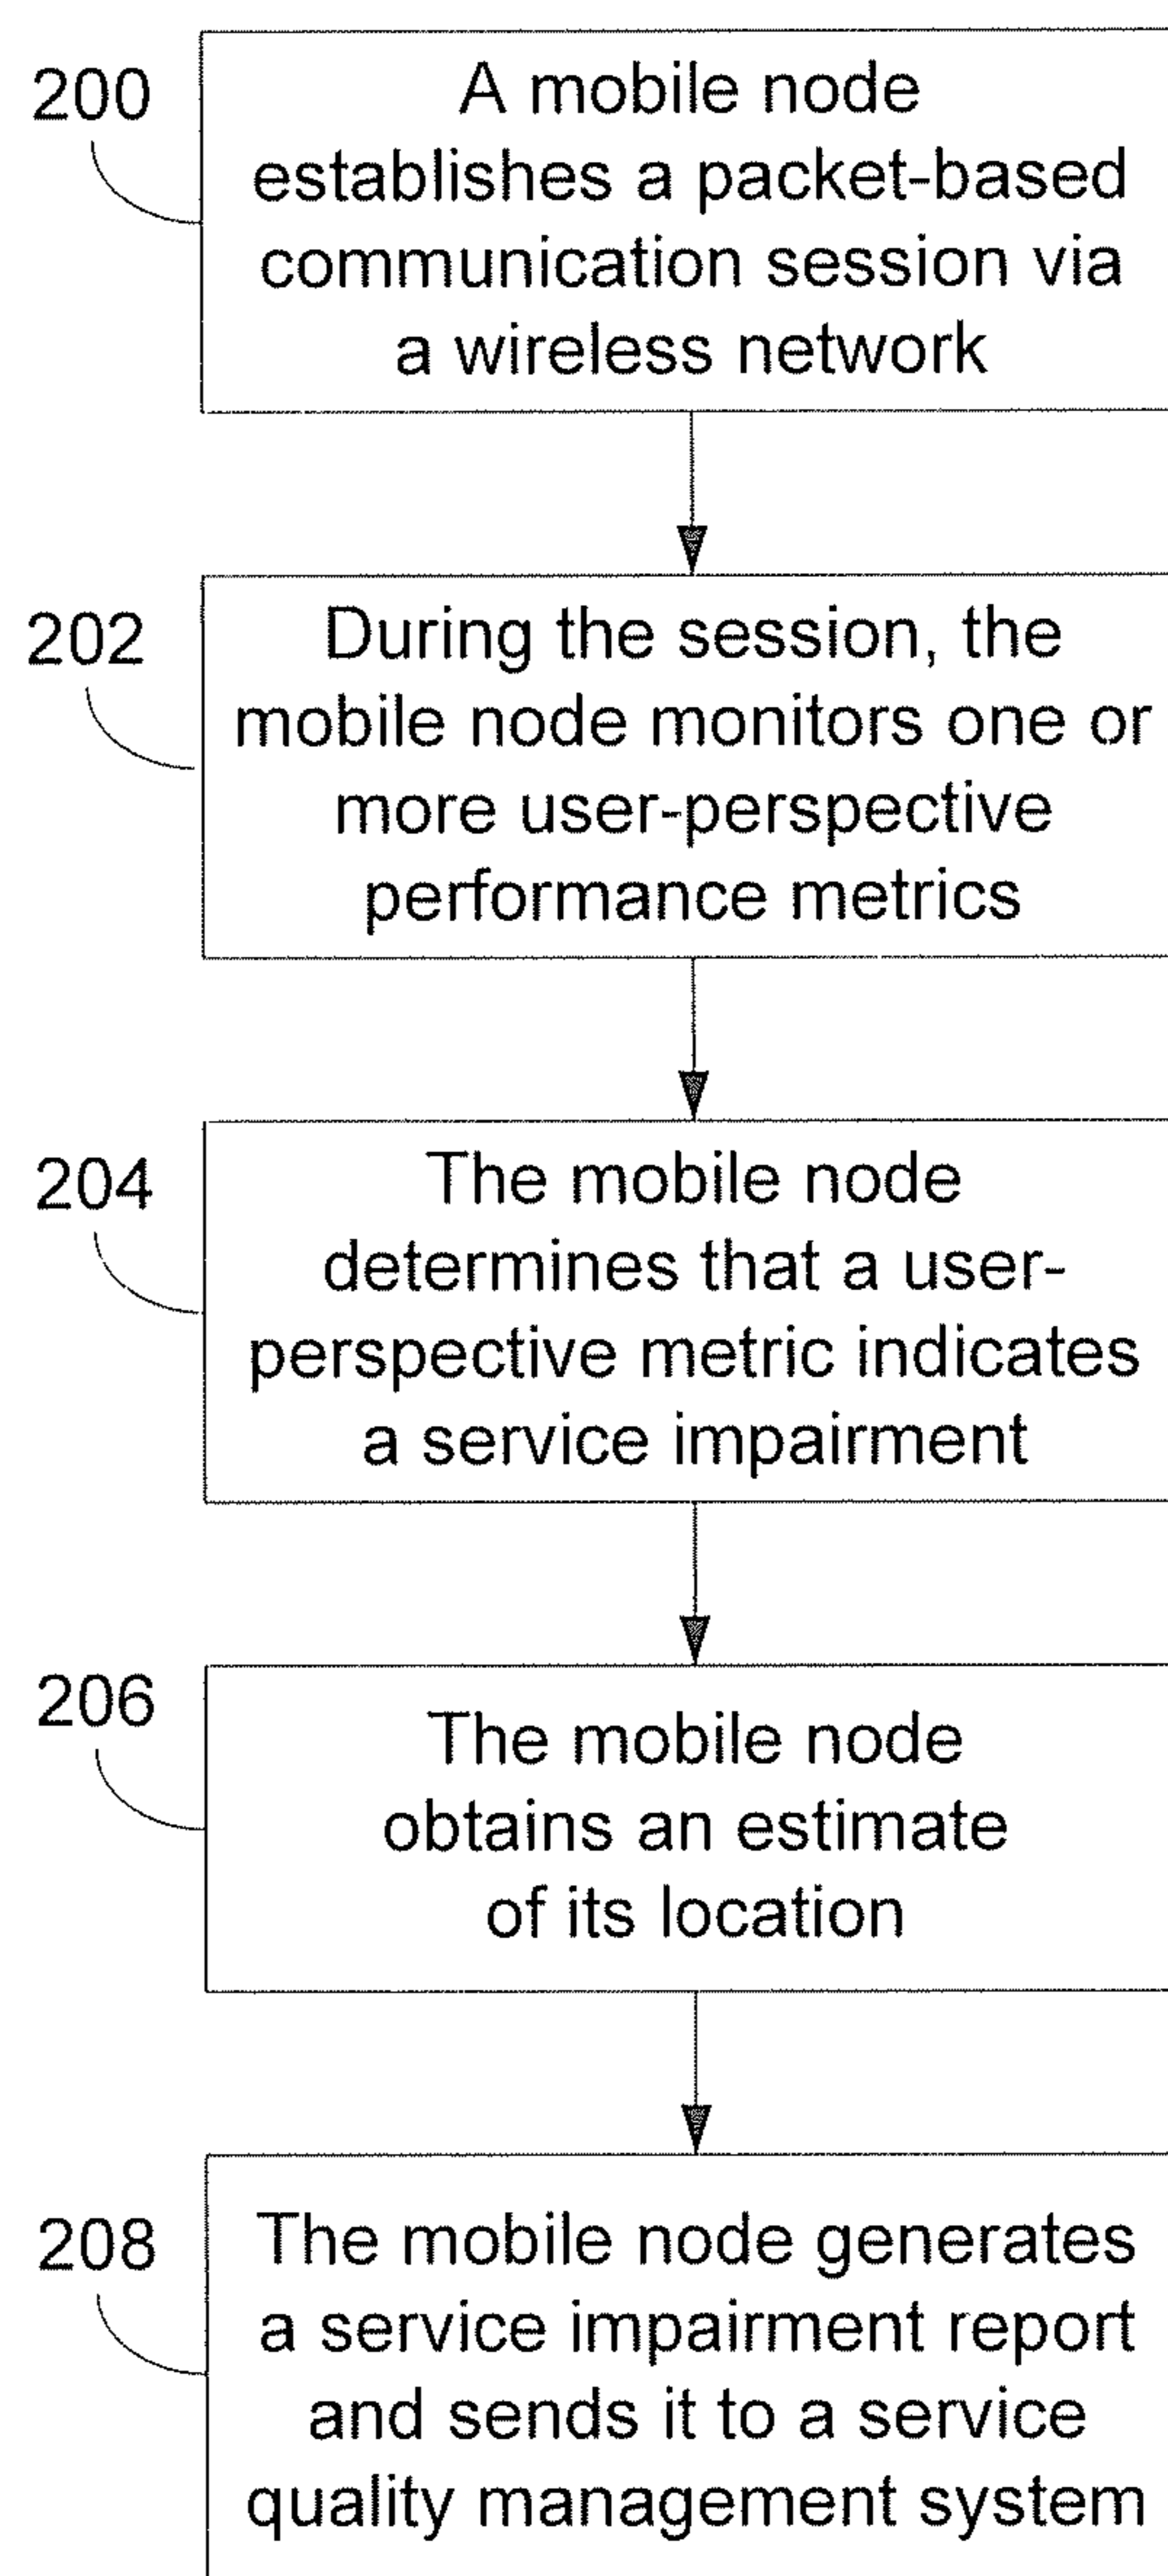 200
A mobile node
establishes a packet-based
communication session via
a wireless network
202
During the session, the
mobile node monitors one or
more user-perspective
performance metrics
204
The mobile node
determines that a user-
perspective metric indicates
a service impairment
206
The mobile node
obtains an estimate
of its location
208
The mobile node generates
a service impairment report
and sends it to a service
quality management system